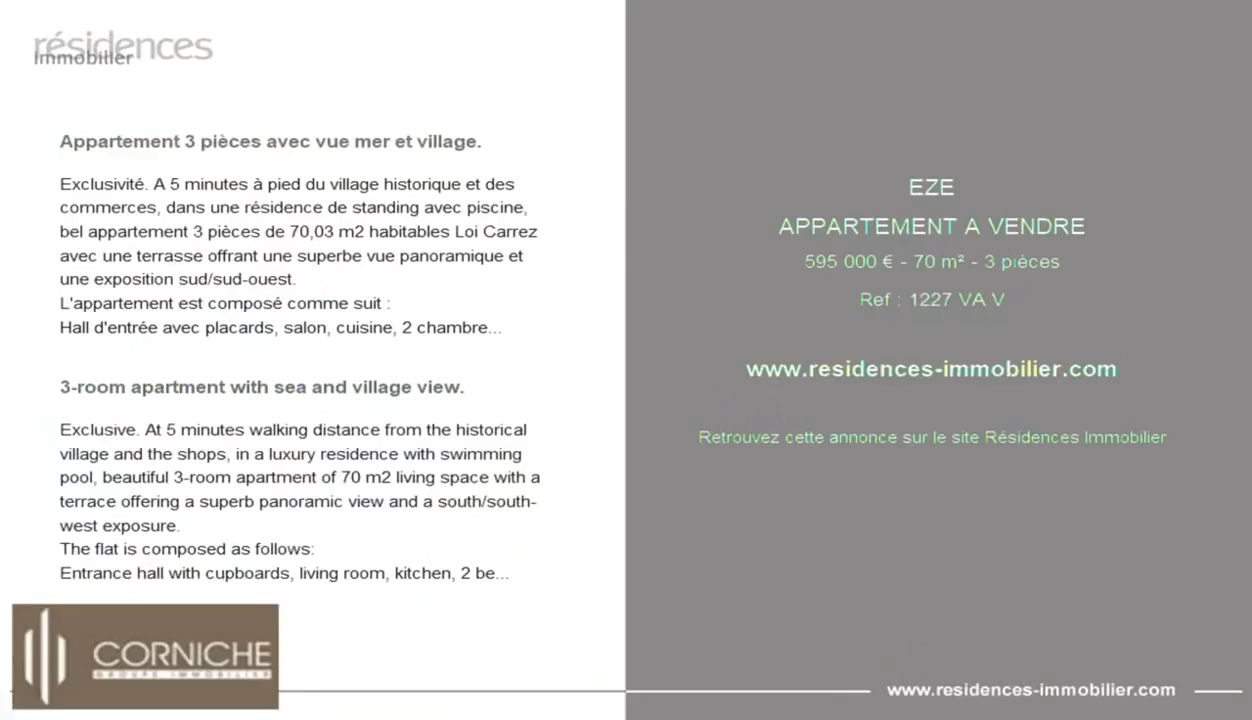 résidences
immobilier
Appartement 3 pièces avec vue mer et village.
Exclusivité. A 5 minutes à pied du village historique et des
commerces, dans une résidence de standing avec piscine,
bel appartement 3 pièces de 70,03 m2 habitables Loi Carrez
avec une terrasse offrant une superbe vue panoramique et
une exposition sud/sud-ouest.
L'appartement est composé comme suit :
Hall d'entrée avec placards, salon, cuisine, 2 chambre...
3-room apartment with sea and village view.
Exclusive. At 5 minutes walking distance from the historical
village and the shops, in a luxury residence with swimming
pool, beautiful 3-room apartment of 70 m2 living space with a
terrace offering a superb panoramic view and a south/south-
west exposure.
The flat is composed as follows:
Entrance hall with cupboards, living room, kitchen, 2 be...
CORNICHE
GROUPE IMMOBILIER
EZE
APPARTEMENT A VENDRE
595 000 € - 70 m² - 3 pièces
Ref : 1227 VA V
www.residences-immobilier.com
Retrouvez cette annonce sur le site Résidences Immobilier
www.residences-immobilier.com